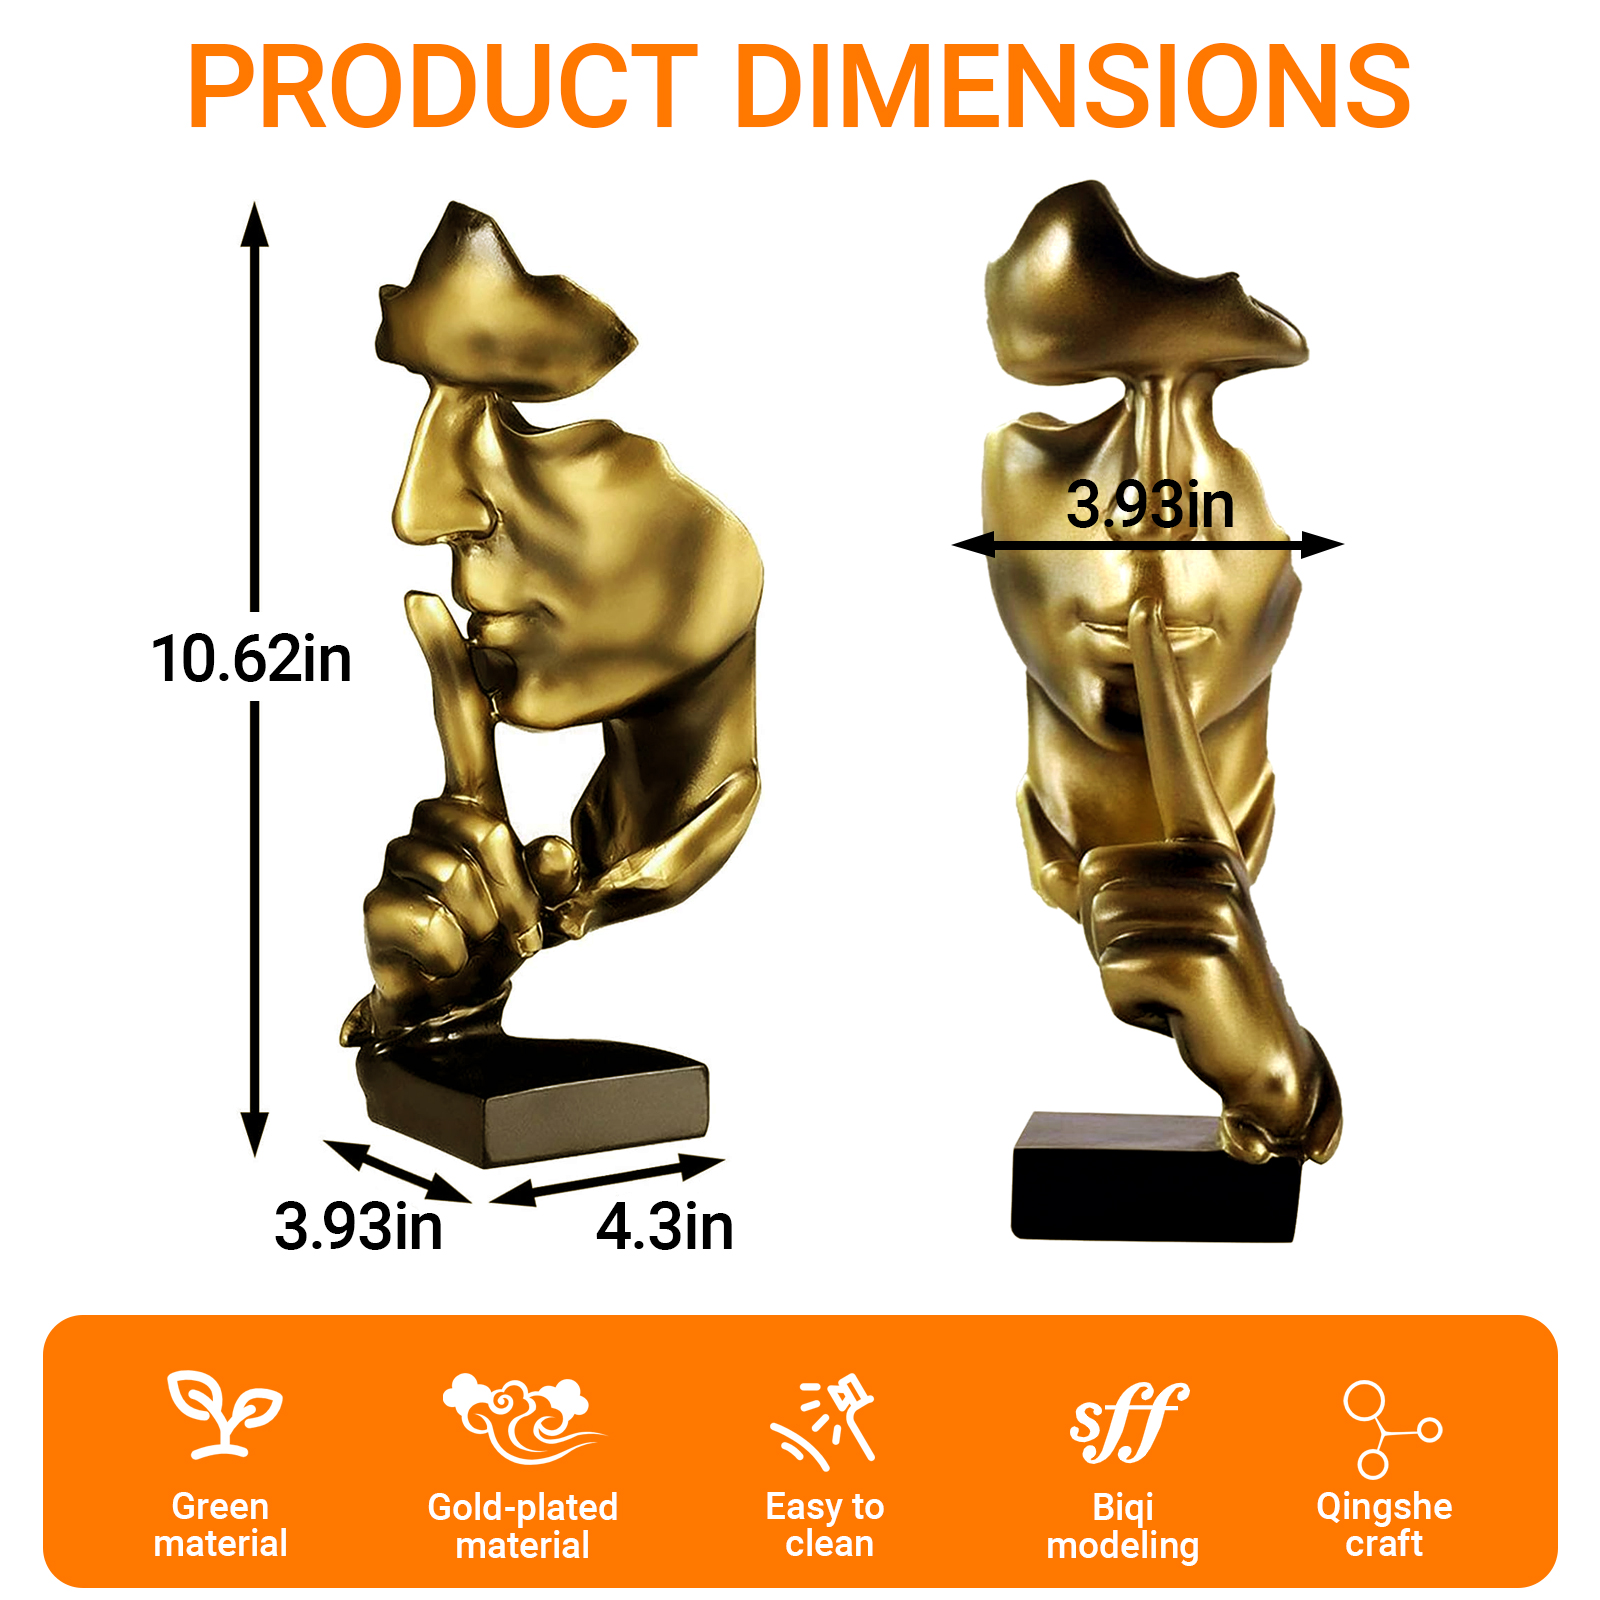 PRODUCT DIMENSIONS
3.93in
10.62in
3.93in
4.3in
sff
Green
material
Gold-plated
material
Easy to
clean
Biqi
modeling
Qingshe
craft